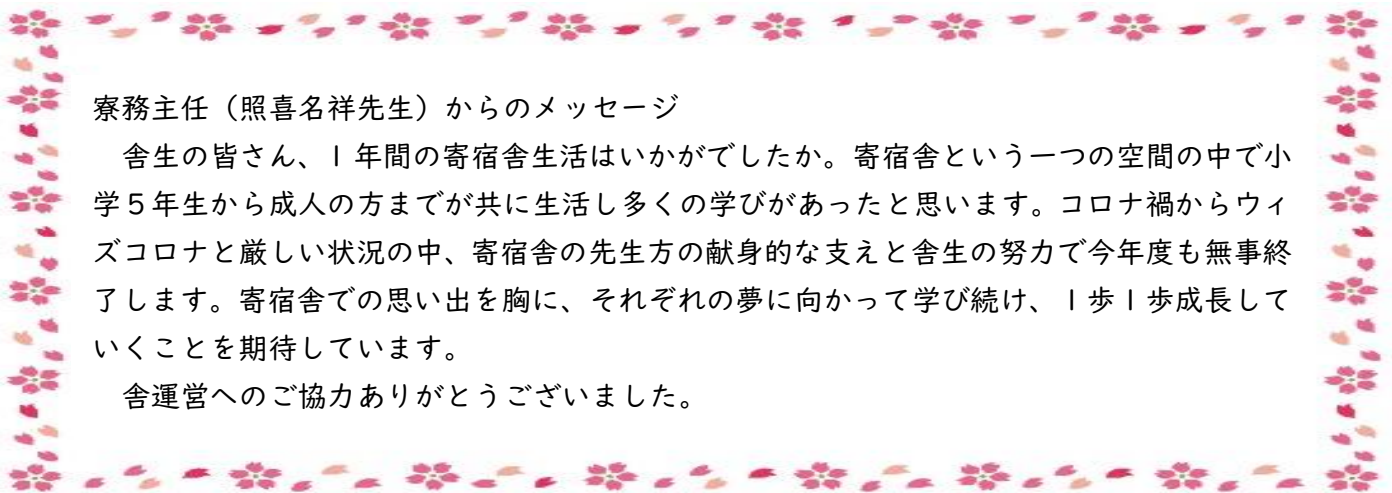 寮務主任（照喜名祥先生）からのメッセージ
　舎生の皆さん、１年間の寄宿舎生活はいかがでしたか。寄宿舎という一つの空間の中で小
学５年生から成人の方までが共に生活し多くの学びがあったと思います。コロナ禍からウィ
ズコロナと厳しい状況の中、寄宿舎の先生方の献身的な支えと舎生の努力で今年度も無事終
了します。寄宿舎での思い出を胸に、それぞれの夢に向かって学び続け、１歩１歩成長して
いくことを期待しています。
　舎運営へのご協力ありがとうございました。